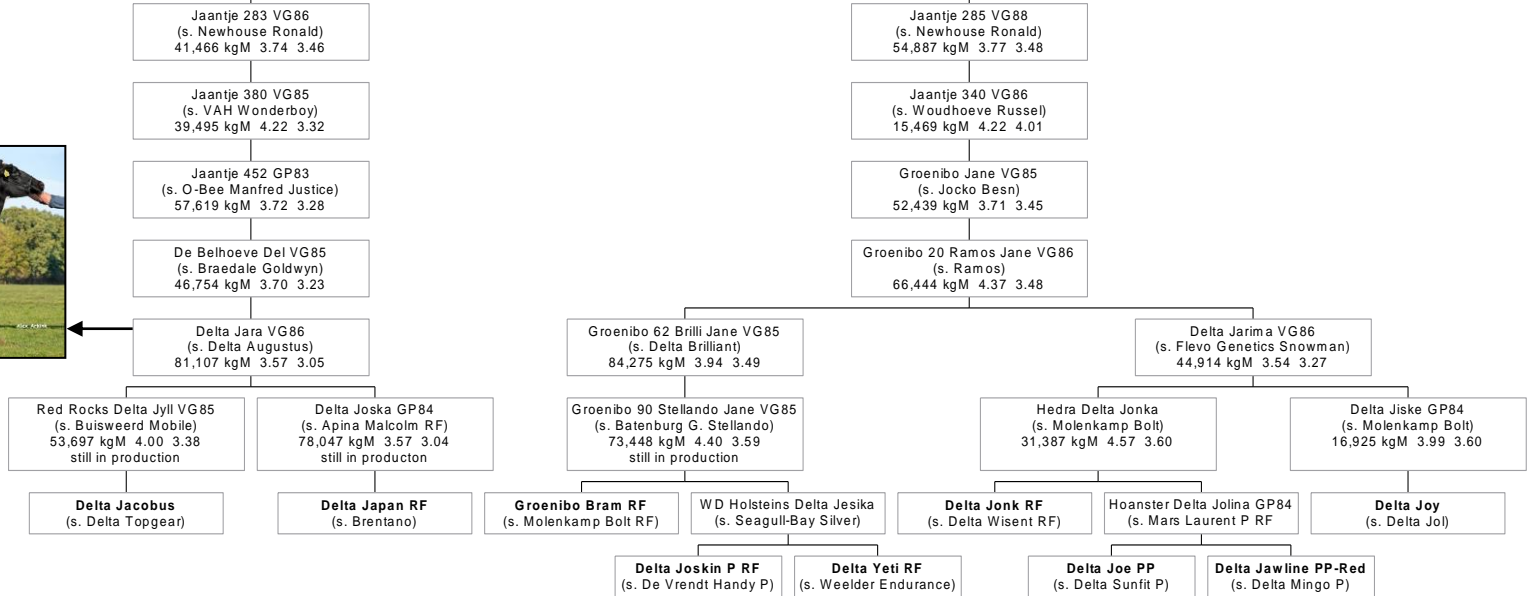 Jaantje 283 VG86
(s. Newhouse Ronald)
41,466 kgM 3.74 3.46
Jaantje 285 VG88
(s. Newhouse Ronald)
54,887 kgM 3.77 3.48
Jaantje 380 VG85
(s. VAH Wonderboy)
39,495 kgM 4.22 3.32
Jaantje 340 VG86
(s. Woudhoeve Russel)
15,469 kgM 4.22 4.01
Jaantje 452 GP83
(s. O-Bee Manfred Justice)
57,619 kgM 3.72 3.28
Groenibo Jane VG85
(s. Jocko Besn)
52,439 kgM 3.71 3.45
De Belhoeve Del VG85
(s. Braedale Goldwyn)
46,754 kgM 3.70 3.23
Groenibo 20 Ramos Jane VG86
(s. Ramos)
66,444 kgM 4.37 3.48
Alex Arkink
Delta Jara VG86
(s. Delta Augustus)
81,107 kgM 3.57 3.05
Groenibo 62 Brilli Jane VG85
(s. Delta Brilliant)
84,275 kgM 3.94 3.49
Delta Jarima VG86
(s. Flevo Genetics Snowman)
44,914 kgM 3.54 3.27
Red Rocks Delta Jyll VG85
(s. Buisweerd Mobile)
53,697 kgM 4.00 3.38
still in production
Delta Joska GP84
(s. Apina Malcolm RF)
78,047 kgM 3.57 3.04
still in producton
Groenibo 90 Stellando Jane VG85
(s. Batenburg G. Stellando)
73,448 kgM 4.40 3.59
still in production
Hedra Delta Jonka
(s. Molenkamp Bolt)
31,387 kgM 4.57 3.60
Delta Jiske GP84
(s. Molenkamp Bolt)
16,925 kgM 3.99 3.60
Delta Jacobus
(s. Delta Topgear)
Delta Japan RF
(s. Brentano)
Groenibo Bram RF
(s. Molenkamp Bolt RF)
WD Holsteins Delta Jesika
(s. Seagull-Bay Silver)
Delta Jonk RF
(s. Delta Wisent RF)
Hoanster Delta Jolina GP84
(s. Mars Laurent P RF
Delta Joy
(s. Delta Jol)
Delta Joskin P RF
(s. De Vrendt Handy P)
Delta Yeti RF
(s. Weelder Endurance)
Delta Joe PP
(s. Delta Sunfit P)
Delta Jawline PP-Red
(s. Delta Mingo P)